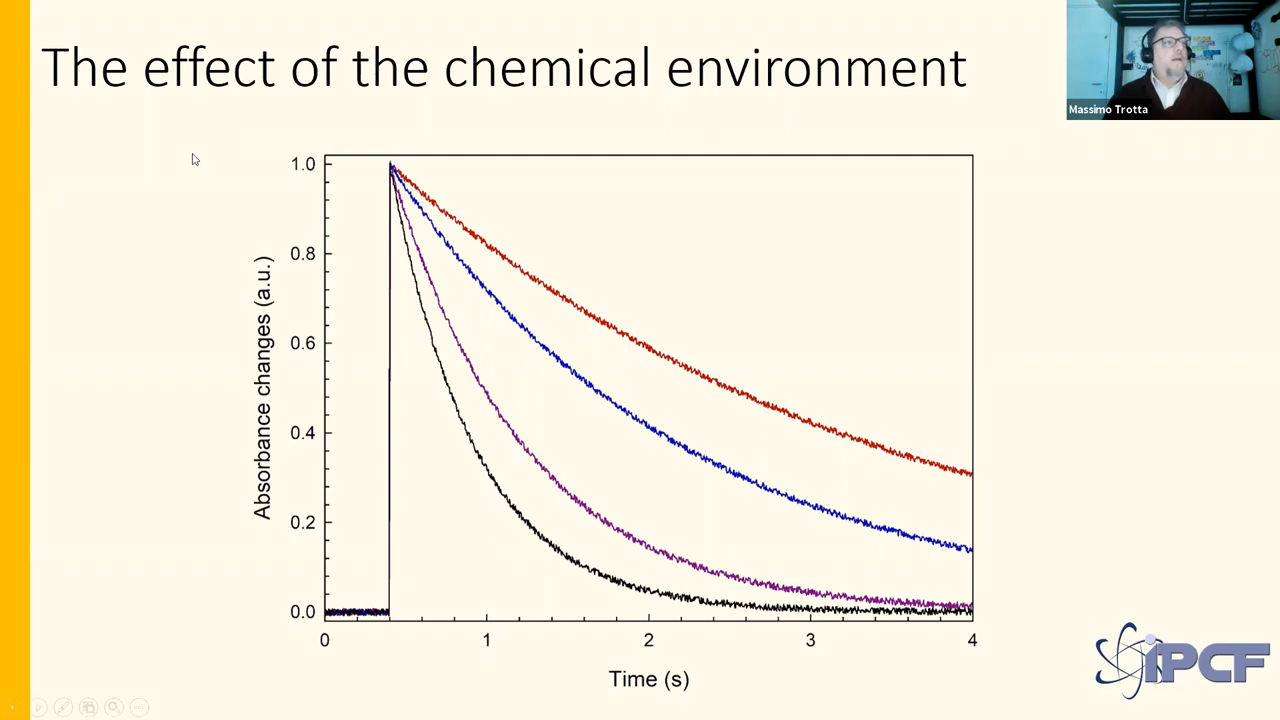 The effect of the chemical environment
Massimo Trotta
1.0
0.8
0.6
0.4
0.2
0.0
Absorbance changes (a.u.)
0 1 2 3 4
Time (s)
iPCF